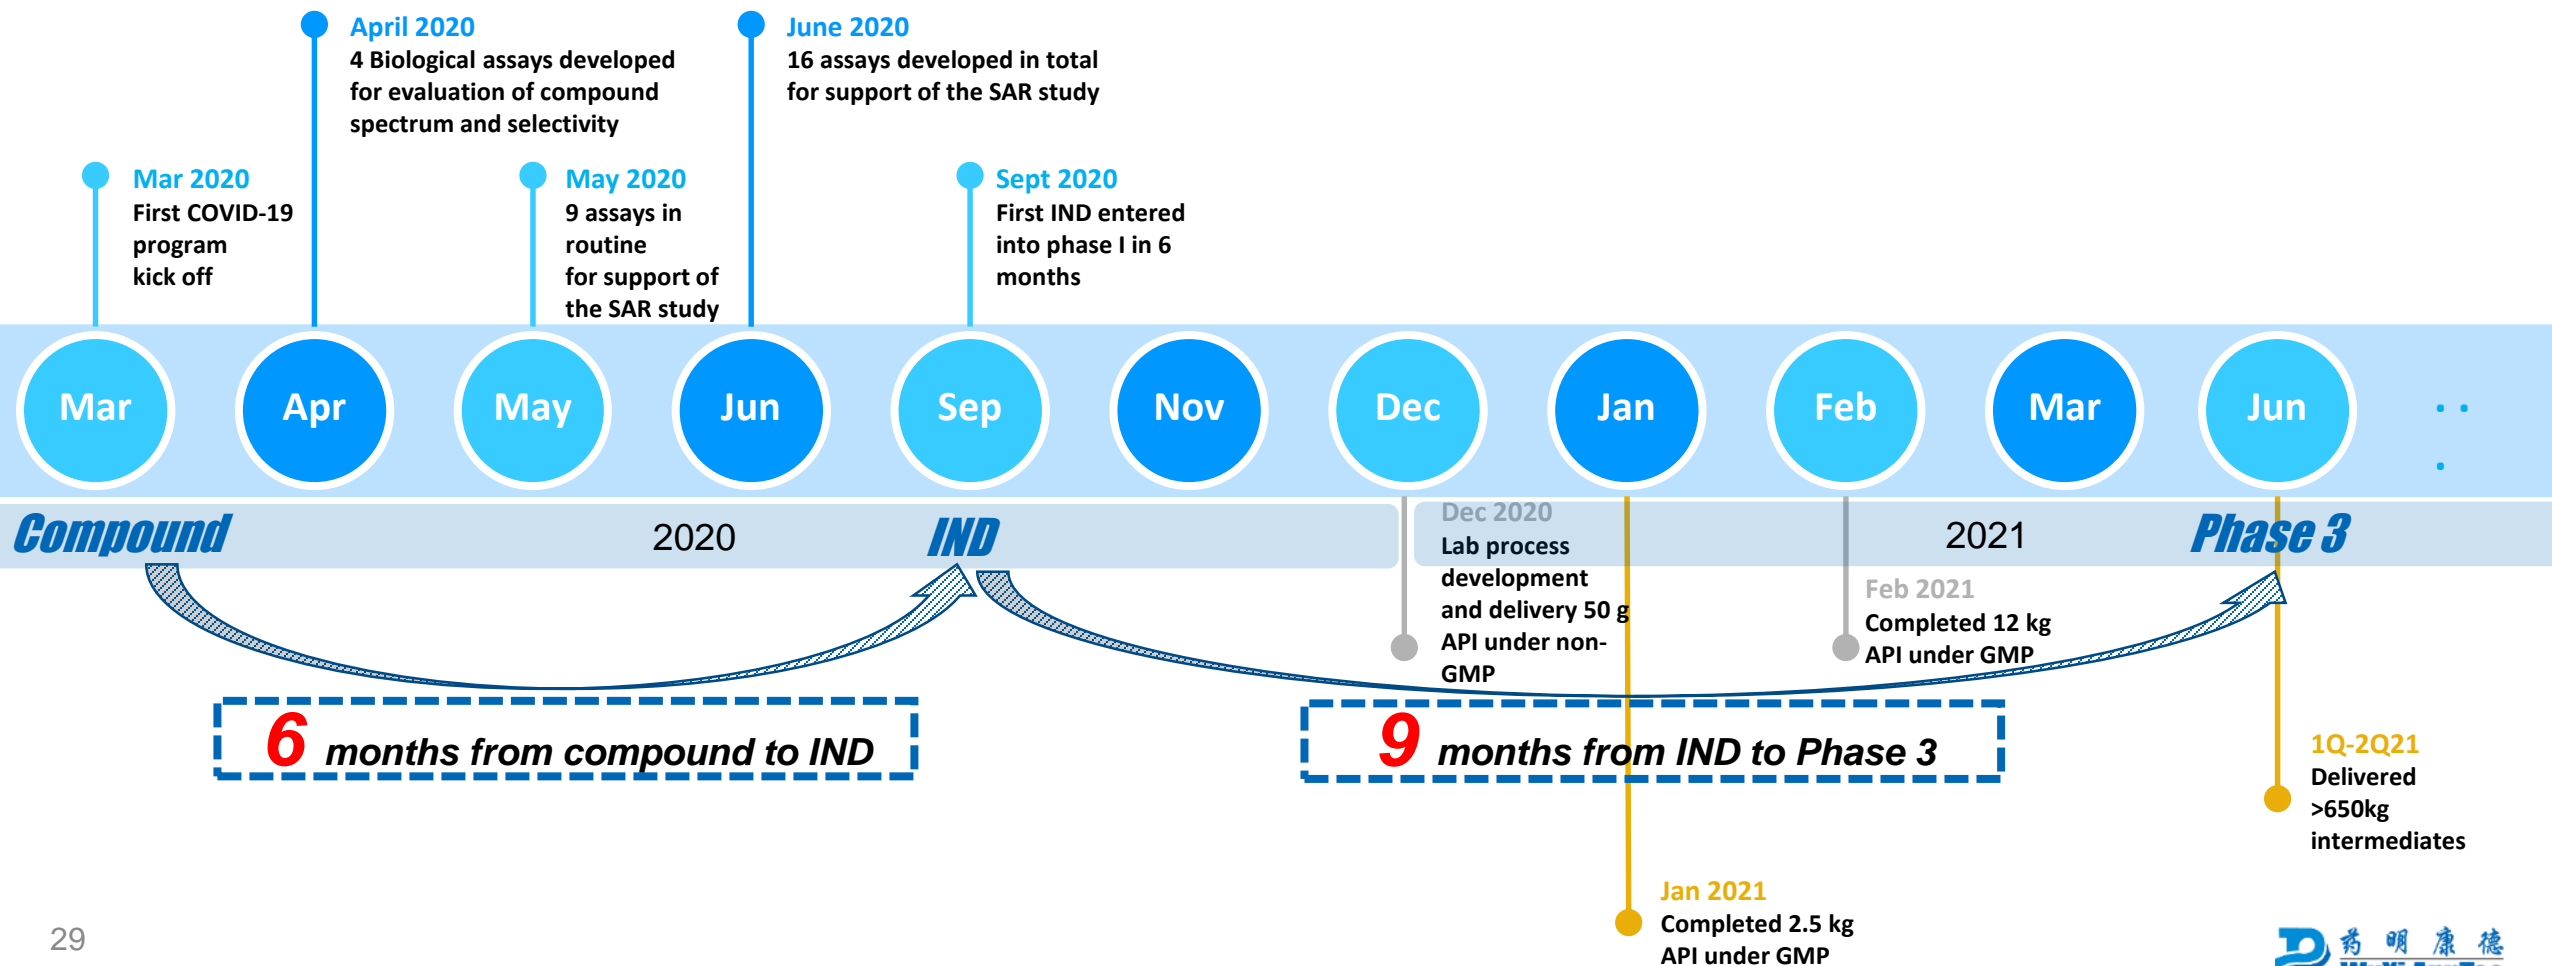 April 2020
4 Biological assays developed
for evaluation of compound
spectrum and selectivity
June 2020
16 assays developed in total
for support of the SAR study
Mar 2020
First COVID-19
program
kick off
May 2020
9 assays in
routine
for support of
the SAR study
Sept 2020
First IND entered
into phase I in 6
months
Mar
Apr
May
Jun
Sep
Nov
Dec
Jan
Feb
Mar
Jun
. .
.
Compound
2020
IND
2021
Phase 3
Dec 2020
Lab process
development
and delivery 50 g
API under non-
GMP
Feb 2021
Completed 12 kg
API under GMP
6 months from compound to IND
9 months from IND to Phase 3
1Q-2Q21
Delivered
>650kg
intermediates
Jan 2021
Completed 2.5 kg
API under GMP
29
药明康德
WuXi AppTec